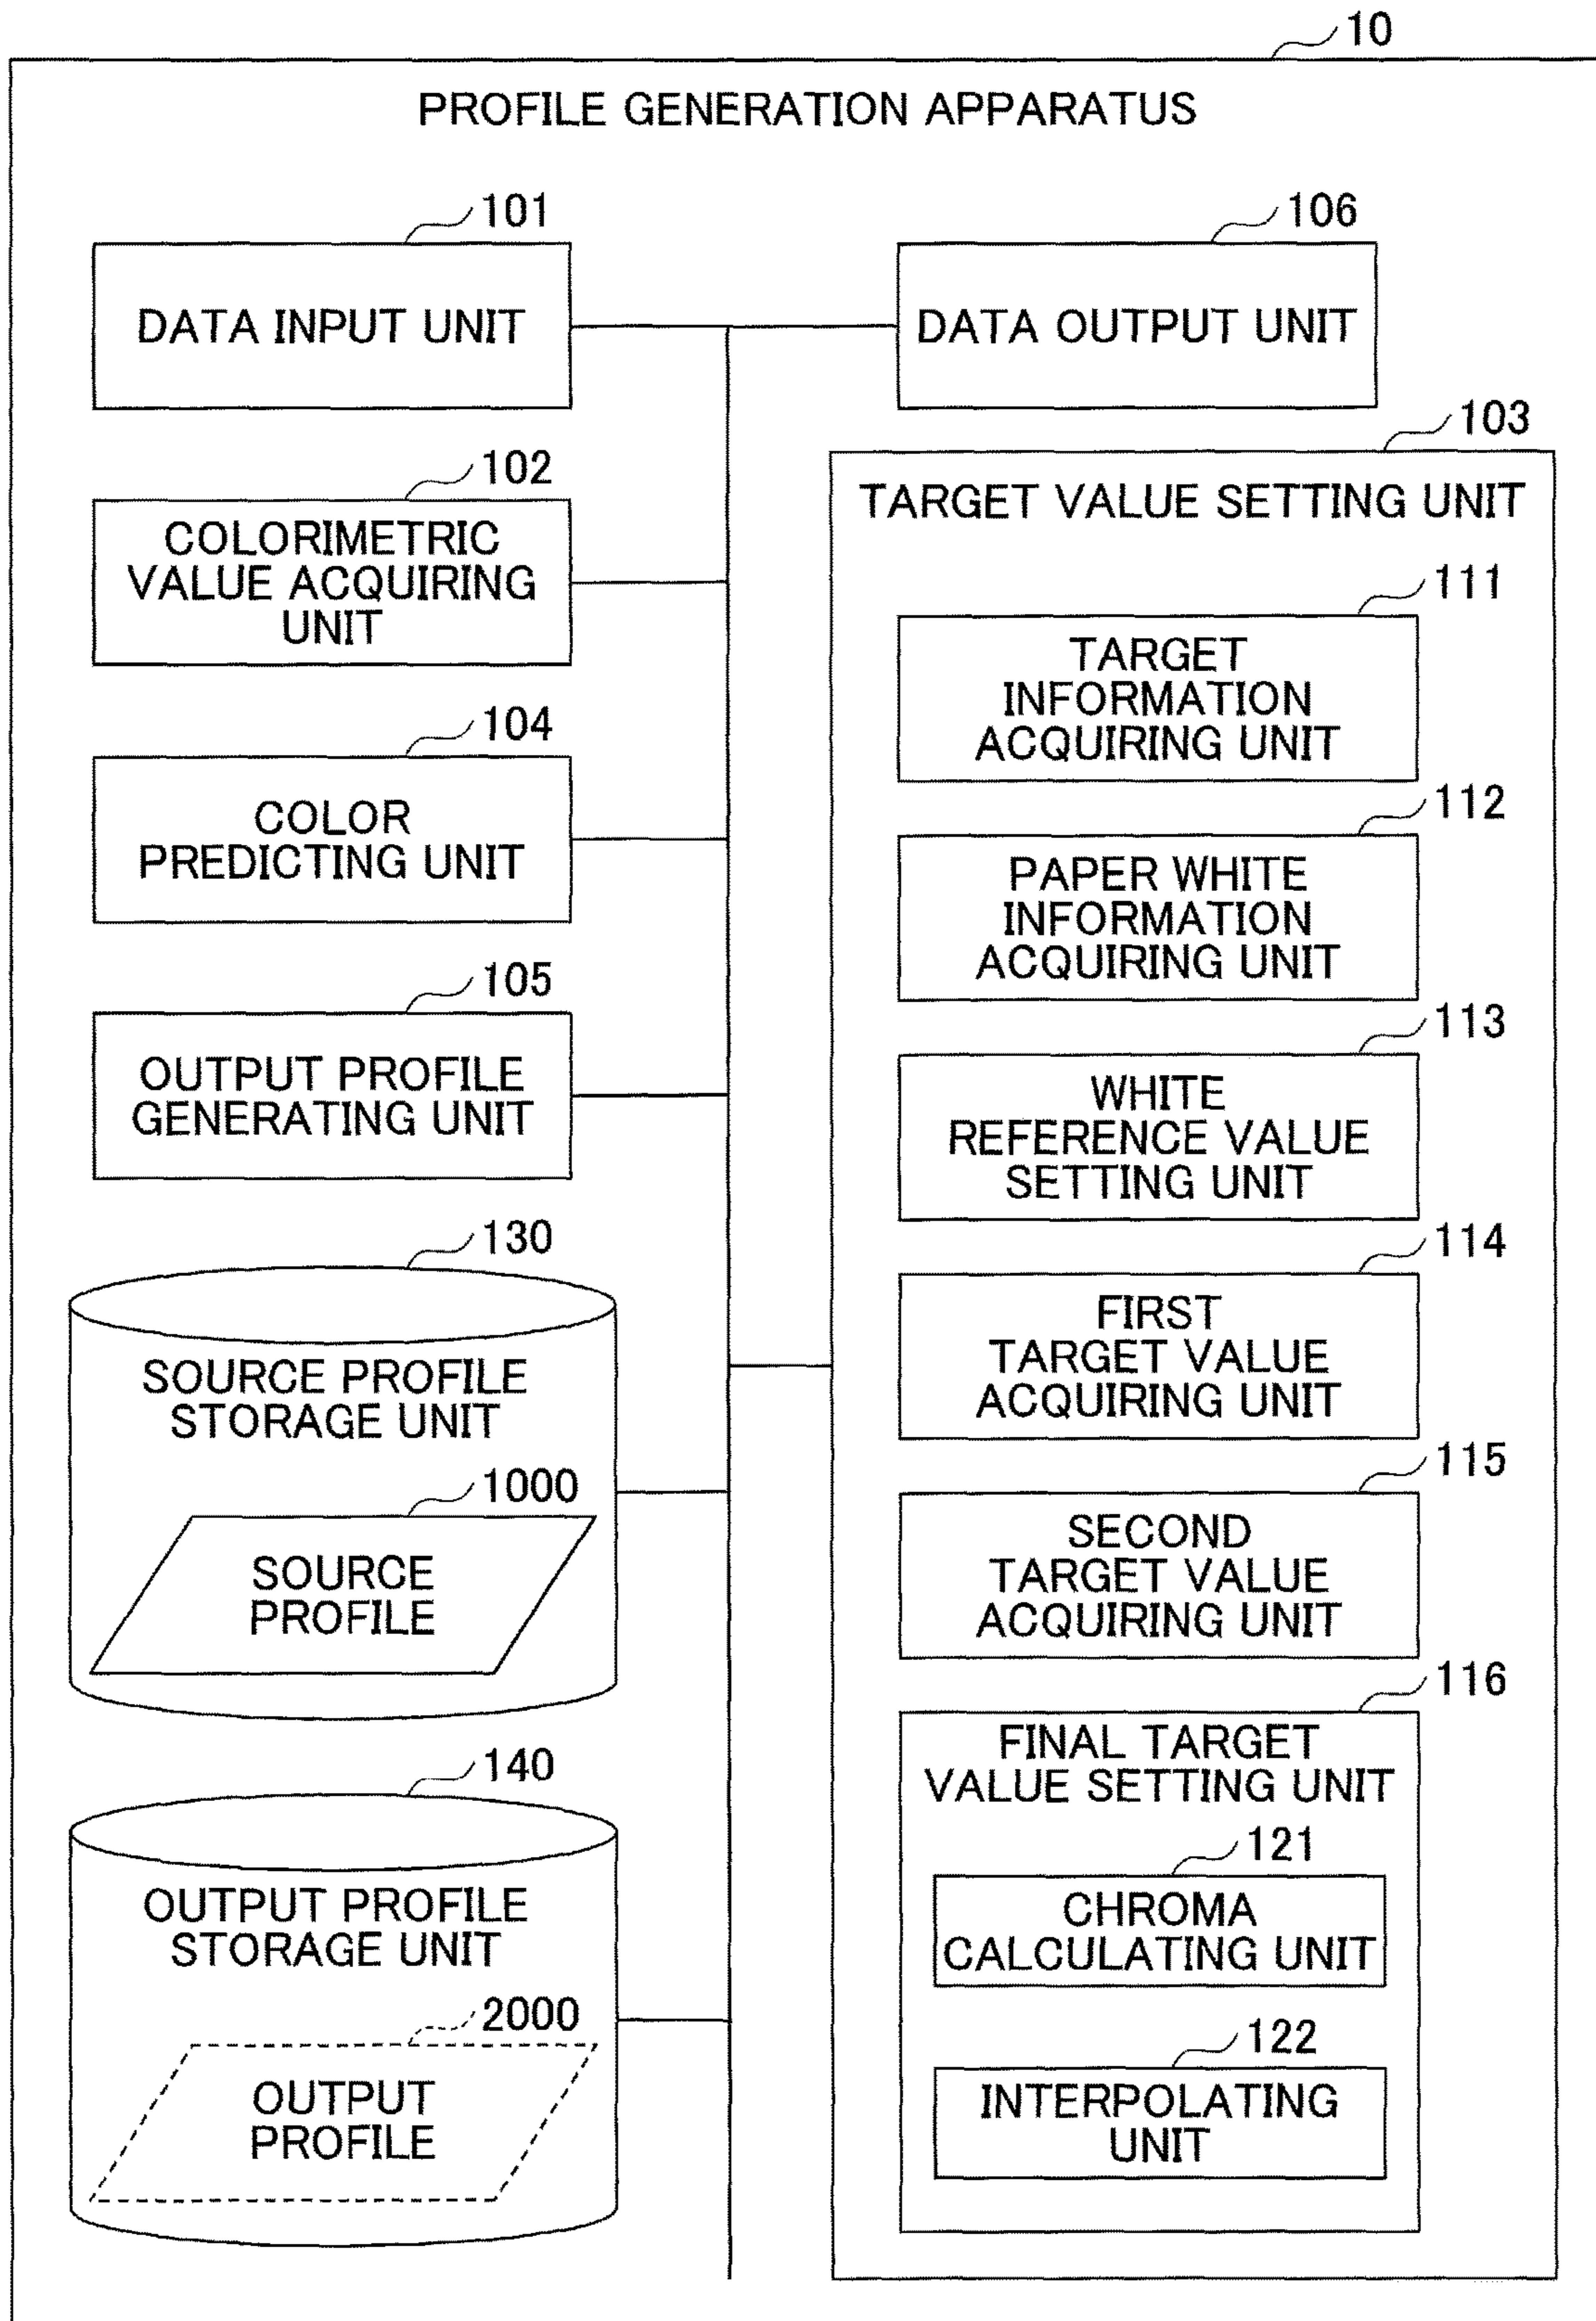 10
PROFILE GENERATION APPARATUS
101
DATA INPUT UNIT
106
DATA OUTPUT UNIT
102
COLORIMETRIC
VALUE ACQUIRING
UNIT
104
COLOR
PREDICTING UNIT
105
OUTPUT PROFILE
GENERATING UNIT
130
SOURCE PROFILE
STORAGE UNIT
1000
SOURCE
PROFILE
140
OUTPUT PROFILE
STORAGE UNIT
2000
OUTPUT
PROFILE
103
TARGET VALUE SETTING UNIT
111
TARGET
INFORMATION
ACQUIRING UNIT
112
PAPER WHITE
INFORMATION
ACQUIRING UNIT
113
WHITE
REFERENCE VALUE
SETTING UNIT
114
FIRST
TARGET VALUE
ACQUIRING UNIT
115
SECOND
TARGET VALUE
ACQUIRING UNIT
116
FINAL TARGET
VALUE SETTING UNIT
121
CHROMA
CALCULATING UNIT
122
INTERPOLATING
UNIT